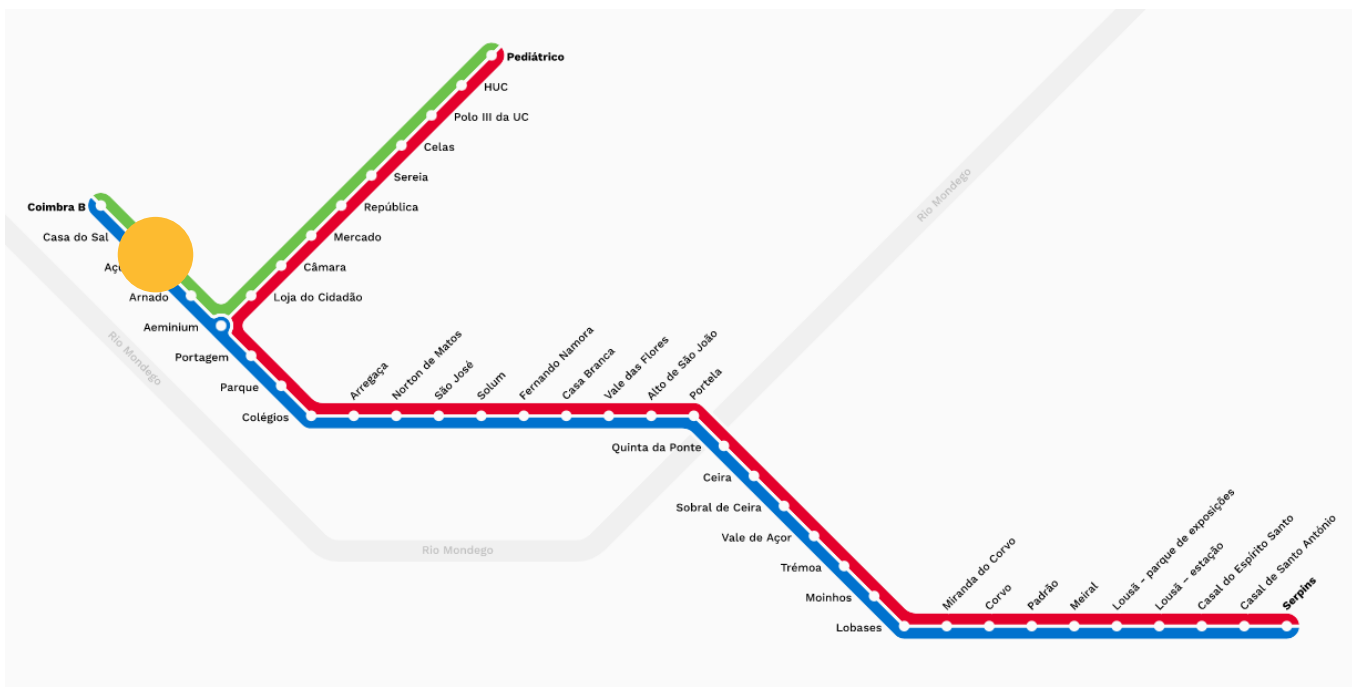 Pediátrico
HUC
Polo III da UC
Celas
Sereia
República
Mercado
Câmara
Loja do Cidadão
Coimbra B
Casa do Sal
Arnado
Aeminium
Portagem
Parque
Colégios
Arregaça
Norton de Matos
São José
Solum
Fernando Namora
Casa Branca
Vale das Flores
Alto de São João
Portela
Quinta da Ponte
Ceira
Sobral de Ceira
Vale de Açor
Trémoa
Moinhos
Lobases
Miranda do Corvo
Corvo
Padrão
Meiral
Lousã - parque de exposições
Lousã – estação
Casal do Espírito Santo
Casal de Santo António
Serpins
Rio Mondego
Rio Mondego
Rio Mondego